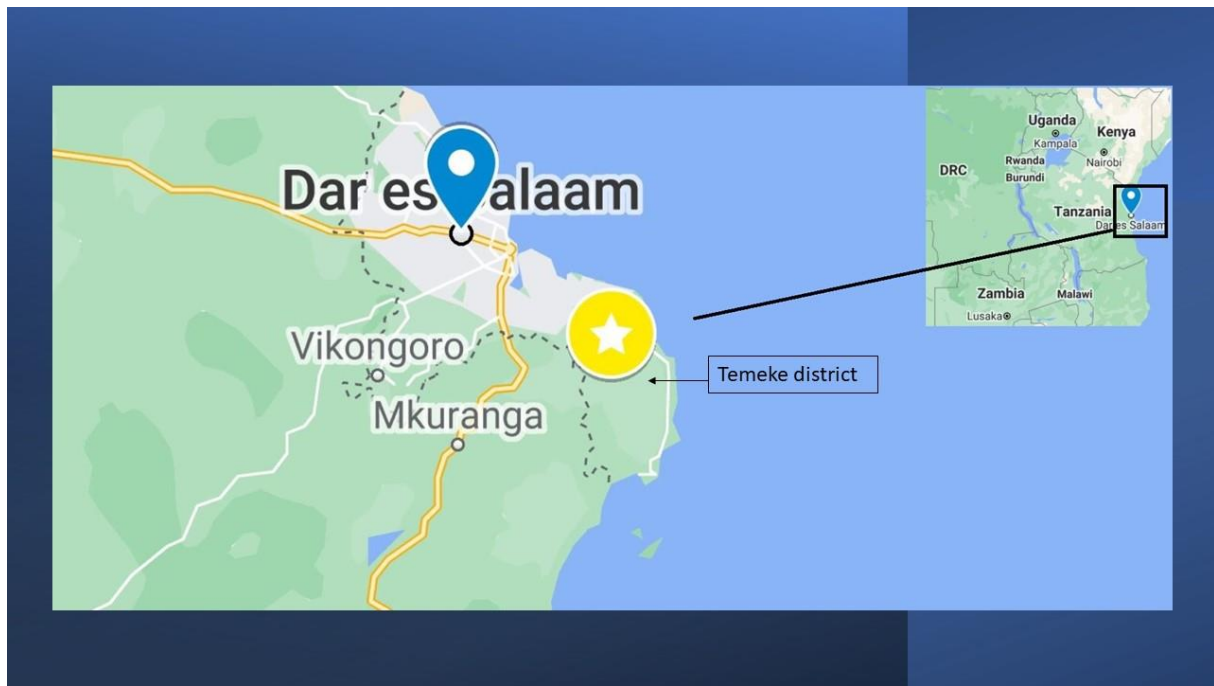 Dar es Salaam
Vikongoro
Mkuranga
Temeke district
Uganda
Kampala
Kenya
Nairobi
DRC
Rwanda
Burundi
Tanzania
Dar es Salaam
Zambia
Malawi
Lusaka